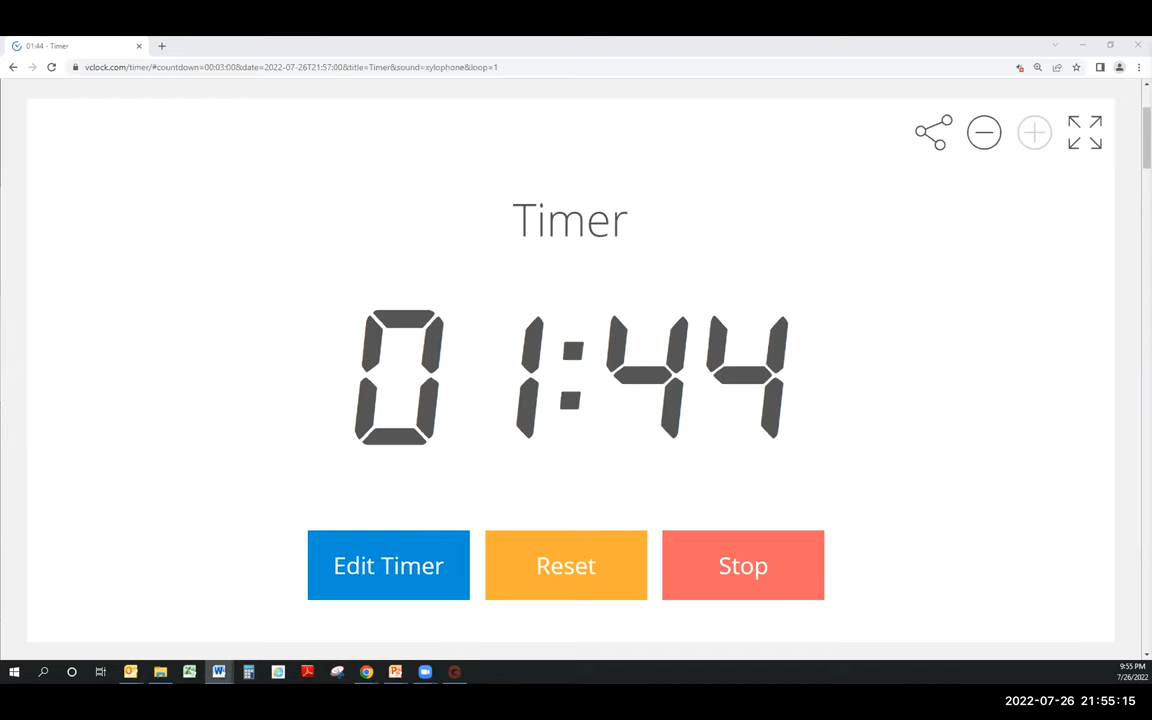 01:44 - Timer
vclock.com/timer/#countdown=00:03:00&date=2022-07-26T21:57:00&title=Timer&sound=xylophone&loop=1
Timer
01:44
Edit Timer Reset Stop
9:55 PM
7/26/2022
2022-07-26 21:55:15